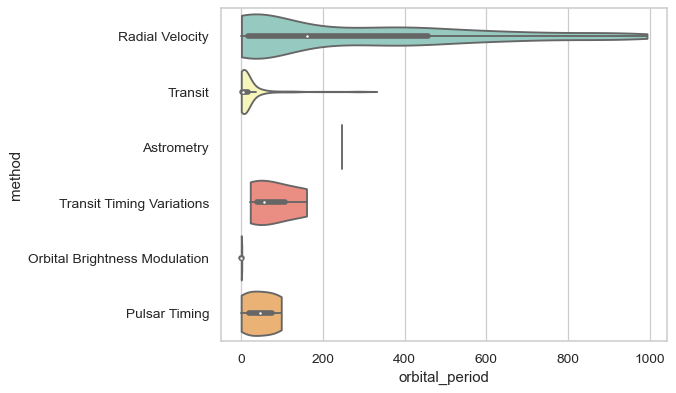 Radial Velocity
Transit
Astrometry
Transit Timing Variations
Orbital Brightness Modulation
Pulsar Timing
method
0 200 400 600 800 1000
orbital_period